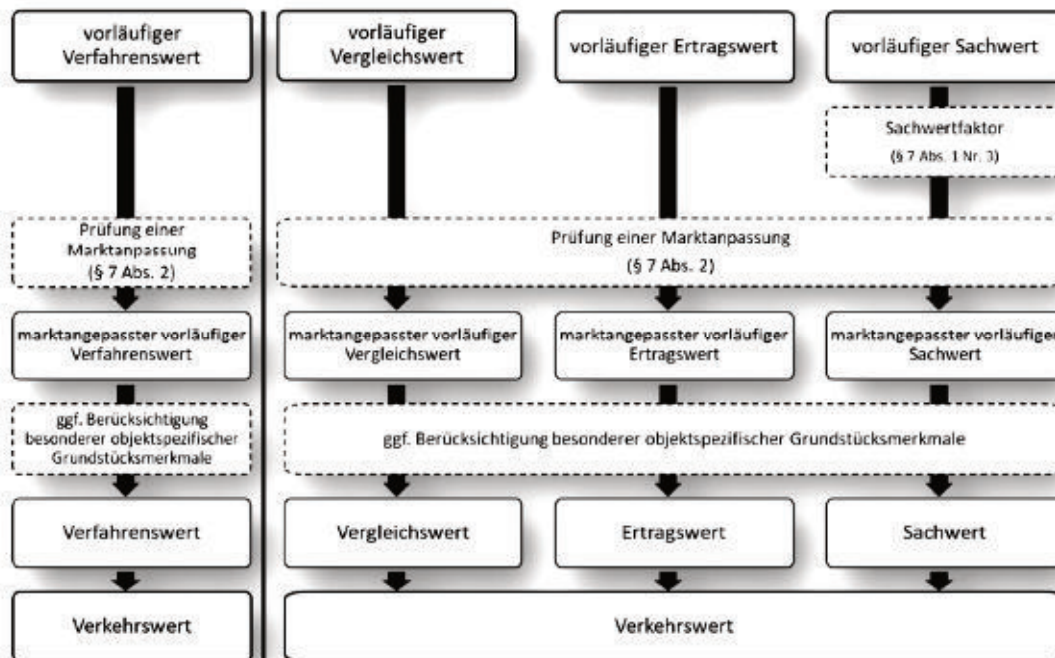 vorläufiger
Verfahrenswert
vorläufiger
Vergleichswert
vorläufiger Ertragswert
vorläufiger Sachwert
Sachwertfaktor
(§ 7 Abs. 1 Nr. 3)
Prüfung einer
Marktanpassung
(§ 7 Abs. 2)
Prüfung einer Marktanpassung
(§ 7 Abs. 2)
marktangepasster vorläufiger
Verfahrenswert
marktangepasster vorläufiger
Vergleichswert
marktangepasster vorläufiger
Ertragswert
marktangepasster vorläufiger
Sachwert
ggf. Berücksichtigung
besonderer objektspezifischer
Grundstücksmerkmale
ggf. Berücksichtigung besonderer objektspezifischer Grundstücksmerkmale
Verfahrenswert
Vergleichswert
Ertragswert
Sachwert
Verkehrswert
Verkehrswert